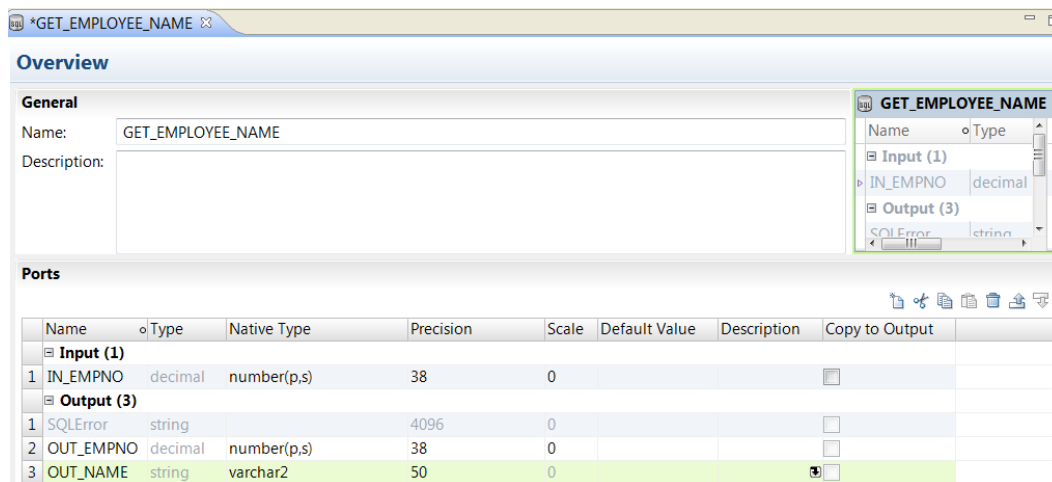 *GET_EMPLOYEE_NAME
Overview
General
Name: GET_EMPLOYEE_NAME
Description:
GET_EMPLOYEE_NAME
Name Type
Input (1)
IN_EMPNO decimal
Output (3)
SQLError string
Ports
Name Type Native Type Precision Scale Default Value Description Copy to Output
Input (1)
1 IN_EMPNO decimal number(p,s) 38 0
Output (3)
1 SQLError string 4096 0
2 OUT_EMPNO decimal number(p,s) 38 0
3 OUT_NAME string varchar2 50 0